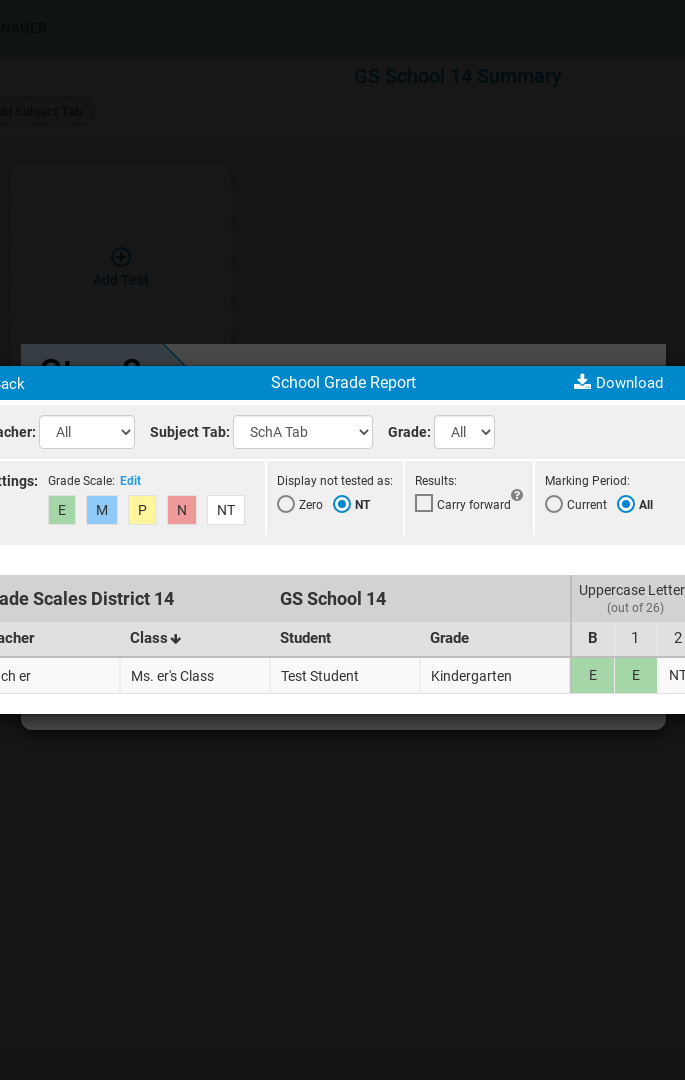 NAGER
GS School 14 Summary
dd Subject Tab
Add Test
Back
School Grade Report
Download
acher: All
Subject Tab: SchA Tab
Grade: All
ttings:
Grade Scale: Edit
Display not tested as:
Results:
Marking Period:
E M P N NT
Zero NT
Carry forward ?
Current All
ade Scales District 14
GS School 14
Uppercase Letter
(out of 26)
acher Class Student Grade B 1 2
ch er Ms. er's Class Test Student Kindergarten E E NT